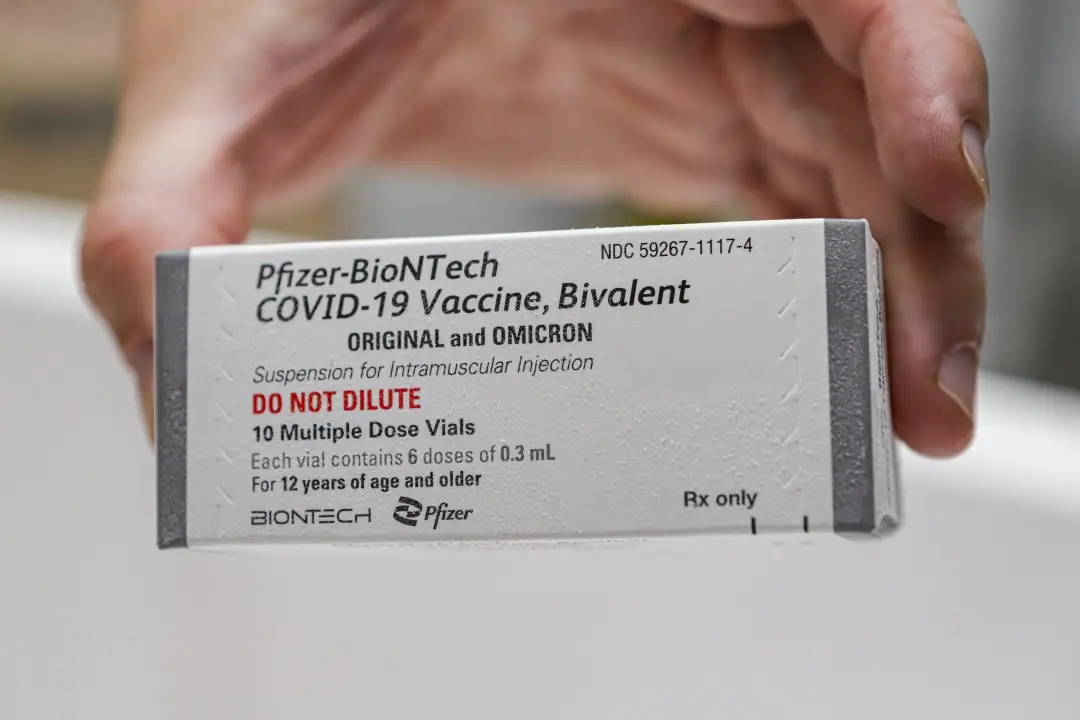 NDC 59267-1117-4
Pfizer-BioNTech
COVID-19 Vaccine, Bivalent
ORIGINAL and OMICRON
Suspension for Intramuscular Injection
DO NOT DILUTE
10 Multiple Dose Vials
Each vial contains 6 doses of 0.3 mL
For 12 years of age and older
BIONTECH Pfizer
Rx only